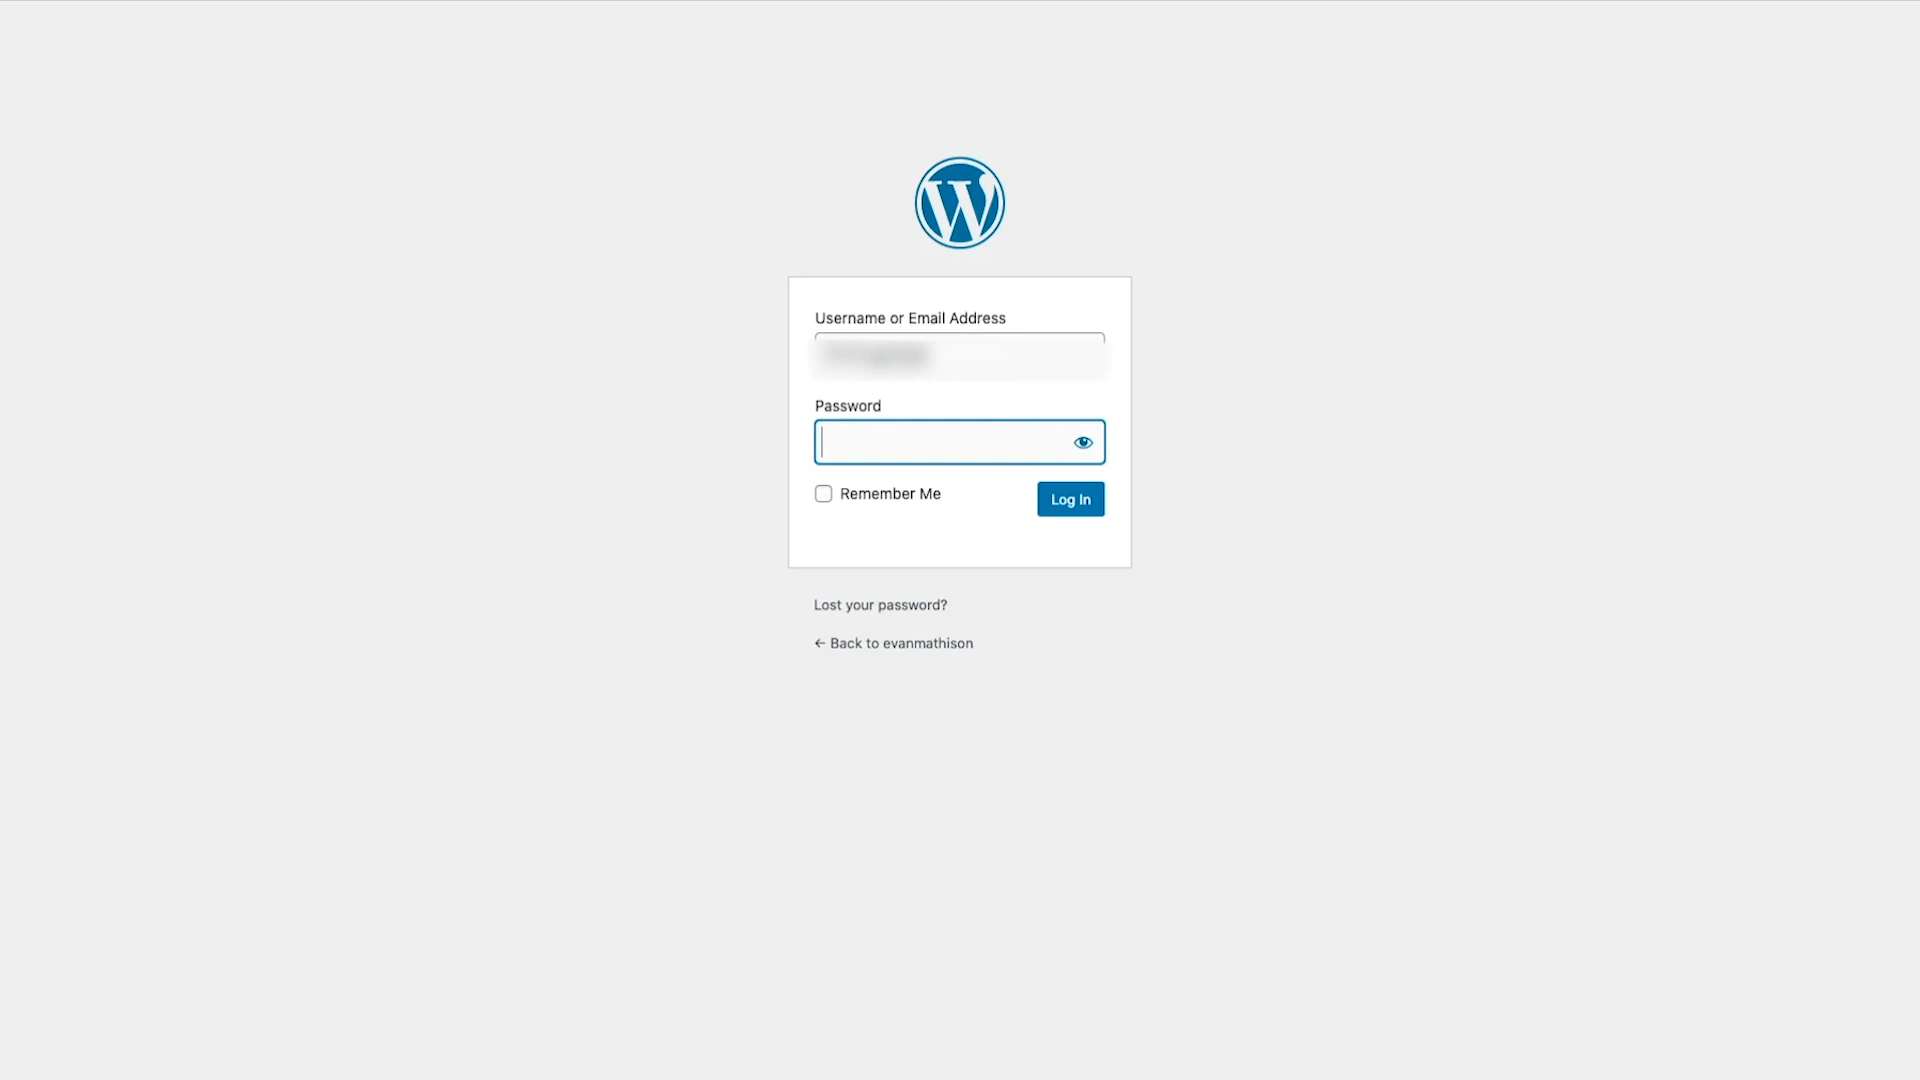 Username or Email Address
Password
Remember Me
Log In
Lost your password?
← Back to evanmathison